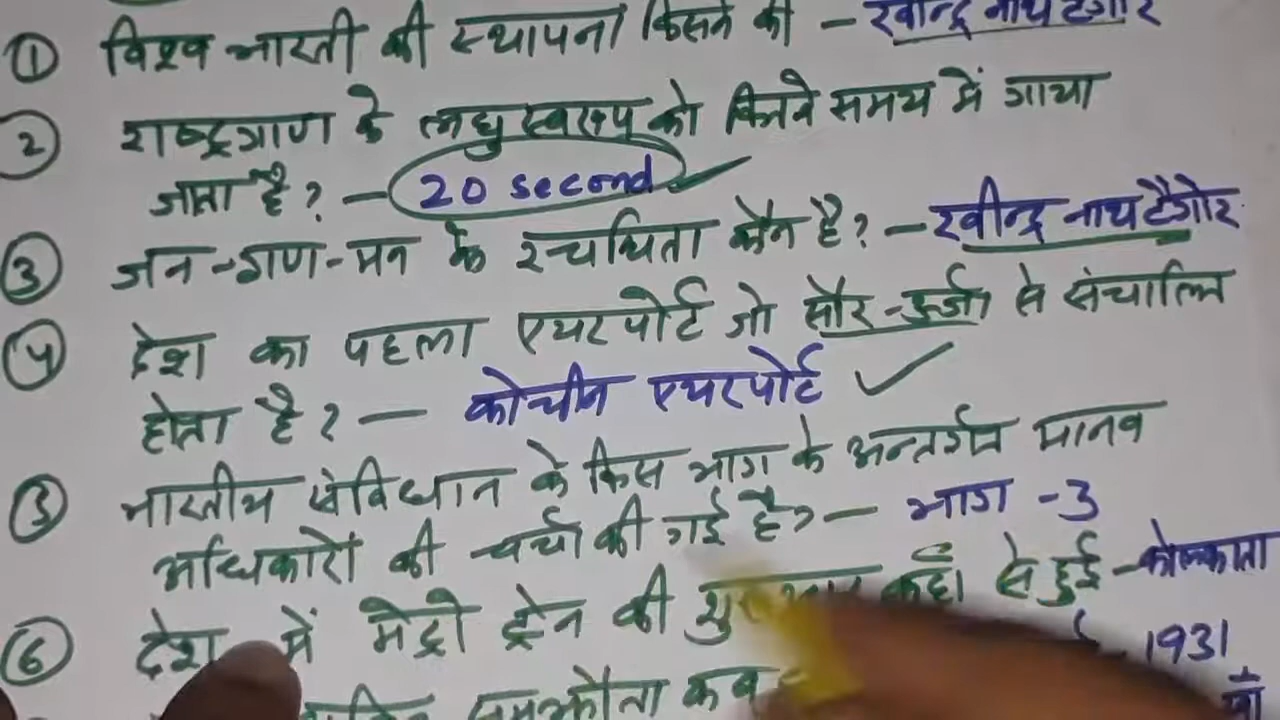 ① विश्व भारती की स्थापना किसने की – रवीन्द्र नाथ टैगोर
② राष्ट्रगाण के लघु स्वरूप को कितने समय में गाया
जाता है? – 20 second
③ जन-गण-मन के रचयिता कौन है? – रवीन्द्र नाथ टैगोर
④ देश का पहला एयरपोर्ट जो सौर-ऊर्जा से संचालित
होता है? – कोचीन एयरपोर्ट
⑤ भारतीय संविधान के किस भाग के अन्तर्गत मानव
अधिकारों की चर्चा की गई है? – भाग -3
⑥ देश में मेट्रो ट्रेन की कहाँ से हुई – कोलकाता
समझौता कब 1931